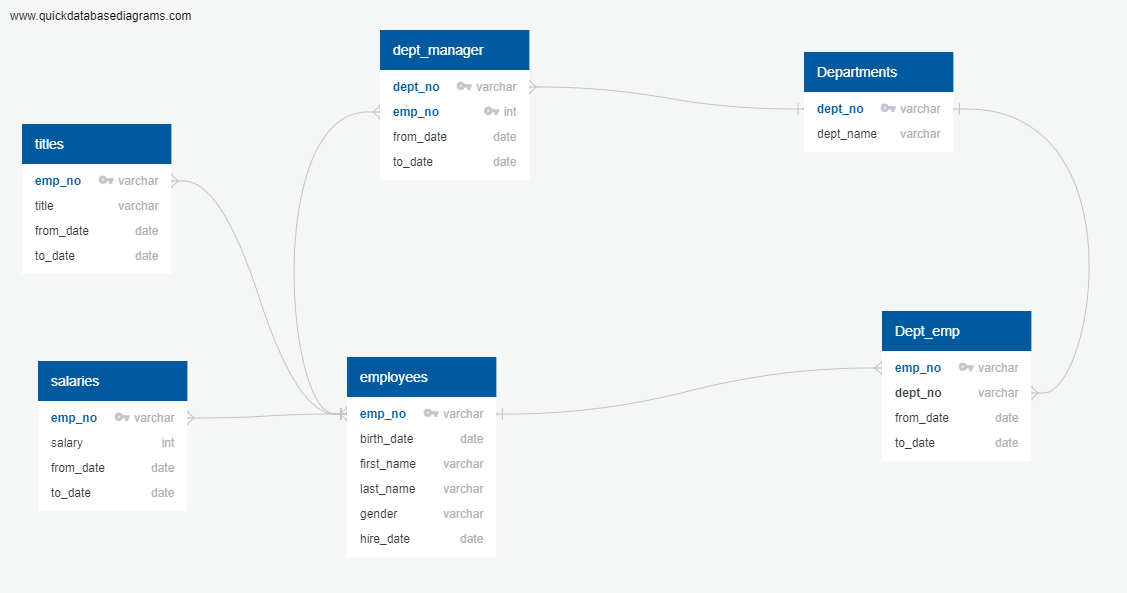 www.quickdatabasediagrams.com
dept_manager
dept_no varchar
emp_no int
from_date date
to_date date
Departments
dept_no varchar
dept_name varchar
titles
emp_no varchar
title varchar
from_date date
to_date date
Dept_emp
emp_no varchar
dept_no varchar
from_date date
to_date date
salaries
emp_no varchar
salary int
from_date date
to_date date
employees
emp_no varchar
birth_date date
first_name varchar
last_name varchar
gender varchar
hire_date date